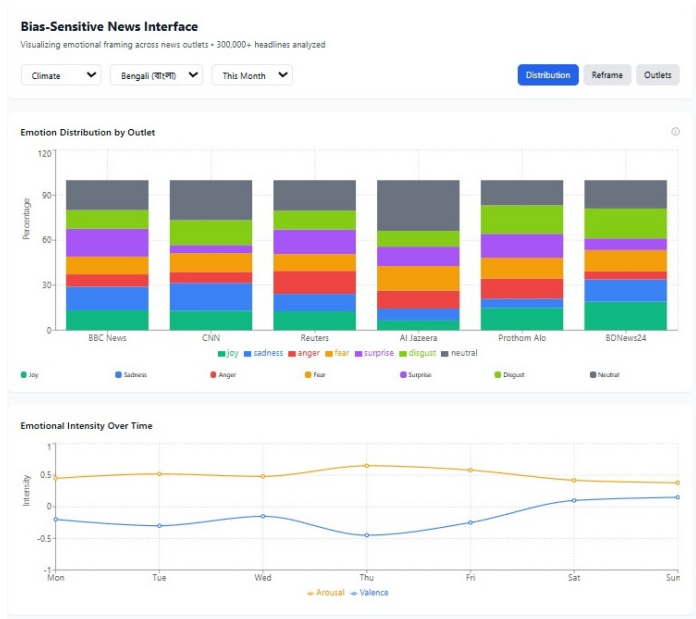 Bias-Sensitive News Interface
Visualizing emotional framing across news outlets • 300,000+ headlines analyzed
Climate Bengali (বাংলা) This Month Distribution Reframe Outlets
Emotion Distribution by Outlet
120
90
60
30
0
Percentage
BBC News CNN Reuters Al Jazeera Prothom Alo BDNews24
joy sadness anger fear surprise disgust neutral
Joy Sadness Anger Fear Surprise Disgust Neutral
Emotional Intensity Over Time
1
0.5
0
-0.5
-1
Intensity
Mon Tue Wed Thu Fri Sat Sun
Arousal Valence